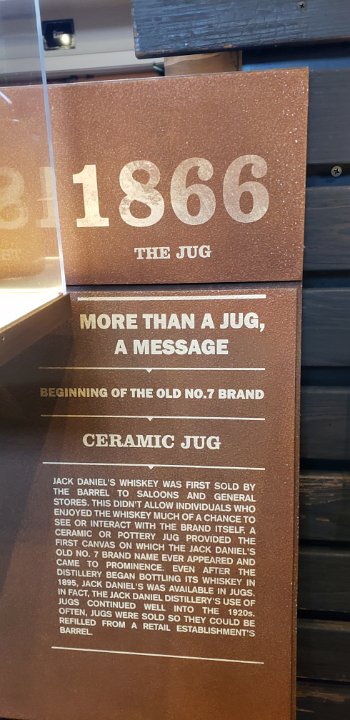 1866
THE JUG
MORE THAN A JUG,
A MESSAGE
BEGINNING OF THE OLD NO.7 BRAND
CERAMIC JUG
JACK DANIEL'S WHISKEY WAS FIRST SOLD BY
THE BARREL TO SALOONS AND GENERAL
STORES. THIS DIDN'T ALLOW INDIVIDUALS WHO
ENJOYED THE WHISKEY MUCH OF A CHANCE TO
SEE OR INTERACT WITH THE BRAND ITSELF. A
CERAMIC OR POTTERY JUG PROVIDED THE
FIRST CANVAS ON WHICH THE JACK DANIEL'S
OLD NO. 7 BRAND NAME EVER APPEARED AND
CAME TO PROMINENCE. EVEN AFTER THE
DISTILLERY BEGAN BOTTLING ITS WHISKEY IN
1895, JACK DANIEL'S WAS AVAILABLE IN JUGS.
IN FACT, THE JACK DANIEL DISTILLERY'S USE OF
JUGS CONTINUED WELL INTO THE 1920s.
OFTEN, JUGS WERE SOLD SO THEY COULD BE
REFILLED FROM A RETAIL ESTABLISHMENT'S
BARREL.